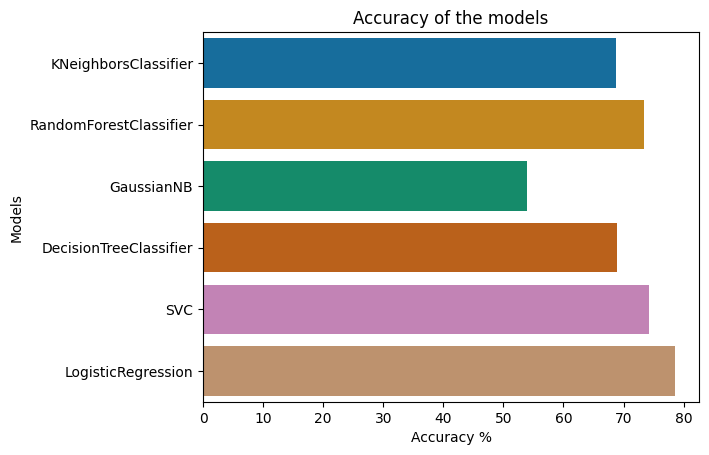 Accuracy of the models
Models
KNeighborsClassifier
RandomForestClassifier
GaussianNB
DecisionTreeClassifier
SVC
LogisticRegression
0 10 20 30 40 50 60 70 80
Accuracy %